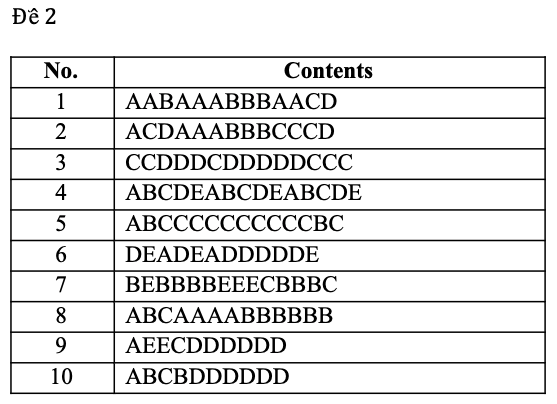 Đề 2
No. Contents
1 AABAAABBBAACD
2 ACDAAABBBCCCD
3 CCDDDCDDDDDCCC
4 ABCDEABCDEABCDE
5 ABCCCCCCCCCCBC
6 DEADEADDDDDE
7 BEBBBBEEECBBBC
8 ABCAAAABBBBBB
9 AEECDDDDDD
10 ABCBDDDDDD